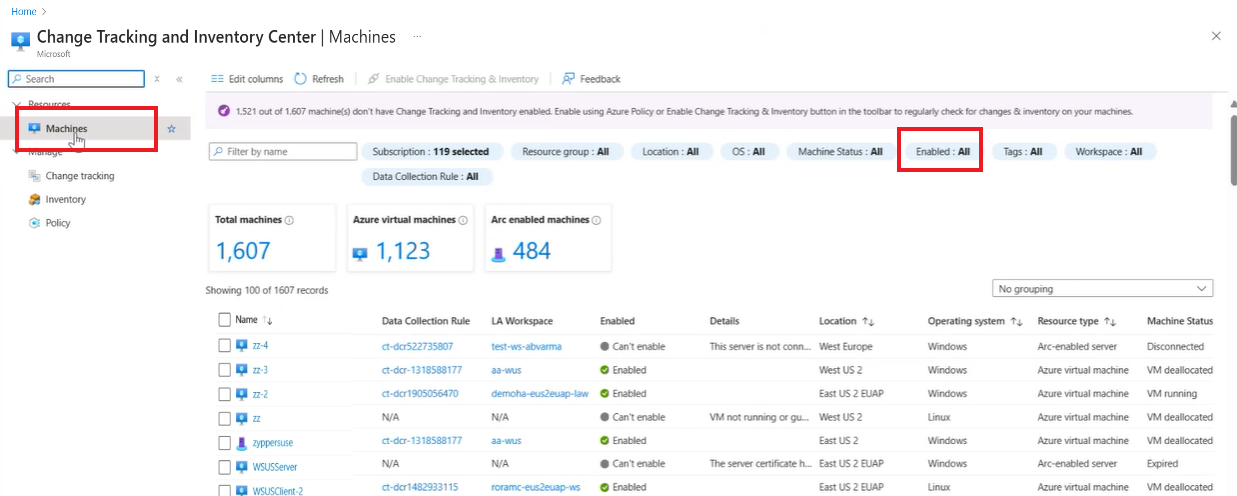 Home >
Change Tracking and Inventory Center | Machines ...
Microsoft
Search
Edit columns Refresh Enable Change Tracking & Inventory Feedback
Resources
1,521 out of 1,607 machine(s) don't have Change Tracking and Inventory enabled. Enable using Azure Policy or Enable Change Tracking & Inventory button in the toolbar to regularly check for changes & inventory on your machines.
Machines
Manage
Change tracking
Inventory
Policy
Filter by name Subscription : 119 selected Resource group : All Location : All OS : All Machine Status : All Enabled : All Tags : All Workspace : All
Data Collection Rule : All
Total machines Azure virtual machines Arc enabled machines
1,607 1,123 484
Showing 100 of 1607 records No grouping
Name ↑↓ Data Collection Rule LA Workspace Enabled Details Location ↑↓ Operating system ↑↓ Resource type ↑↓ Machine Status
zz-4 ct-dcr522735807 test-ws-abvarma Can't enable This server is not conn... West Europe Windows Arc-enabled server Disconnected
zz-3 ct-dcr-1318588177 aa-wus Enabled West US 2 Windows Azure virtual machine VM deallocated
zz-2 ct-dcr1905056470 demoha-eus2euap-law Enabled East US 2 EUAP Windows Azure virtual machine VM running
zz N/A N/A Can't enable VM not running or gu... West US 2 Linux Azure virtual machine VM deallocated
zyppersuse ct-dcr-1318588177 aa-wus Enabled East US 2 Windows Azure virtual machine VM deallocated
WSUSServer N/A N/A Can't enable The server certificate h... East US 2 EUAP Windows Arc-enabled server Expired
WSUSClient-2 ct-dcr1482933115 roramc-eus2euap-ws Enabled East US 2 EUAP Linux Azure virtual machine VM deallocated